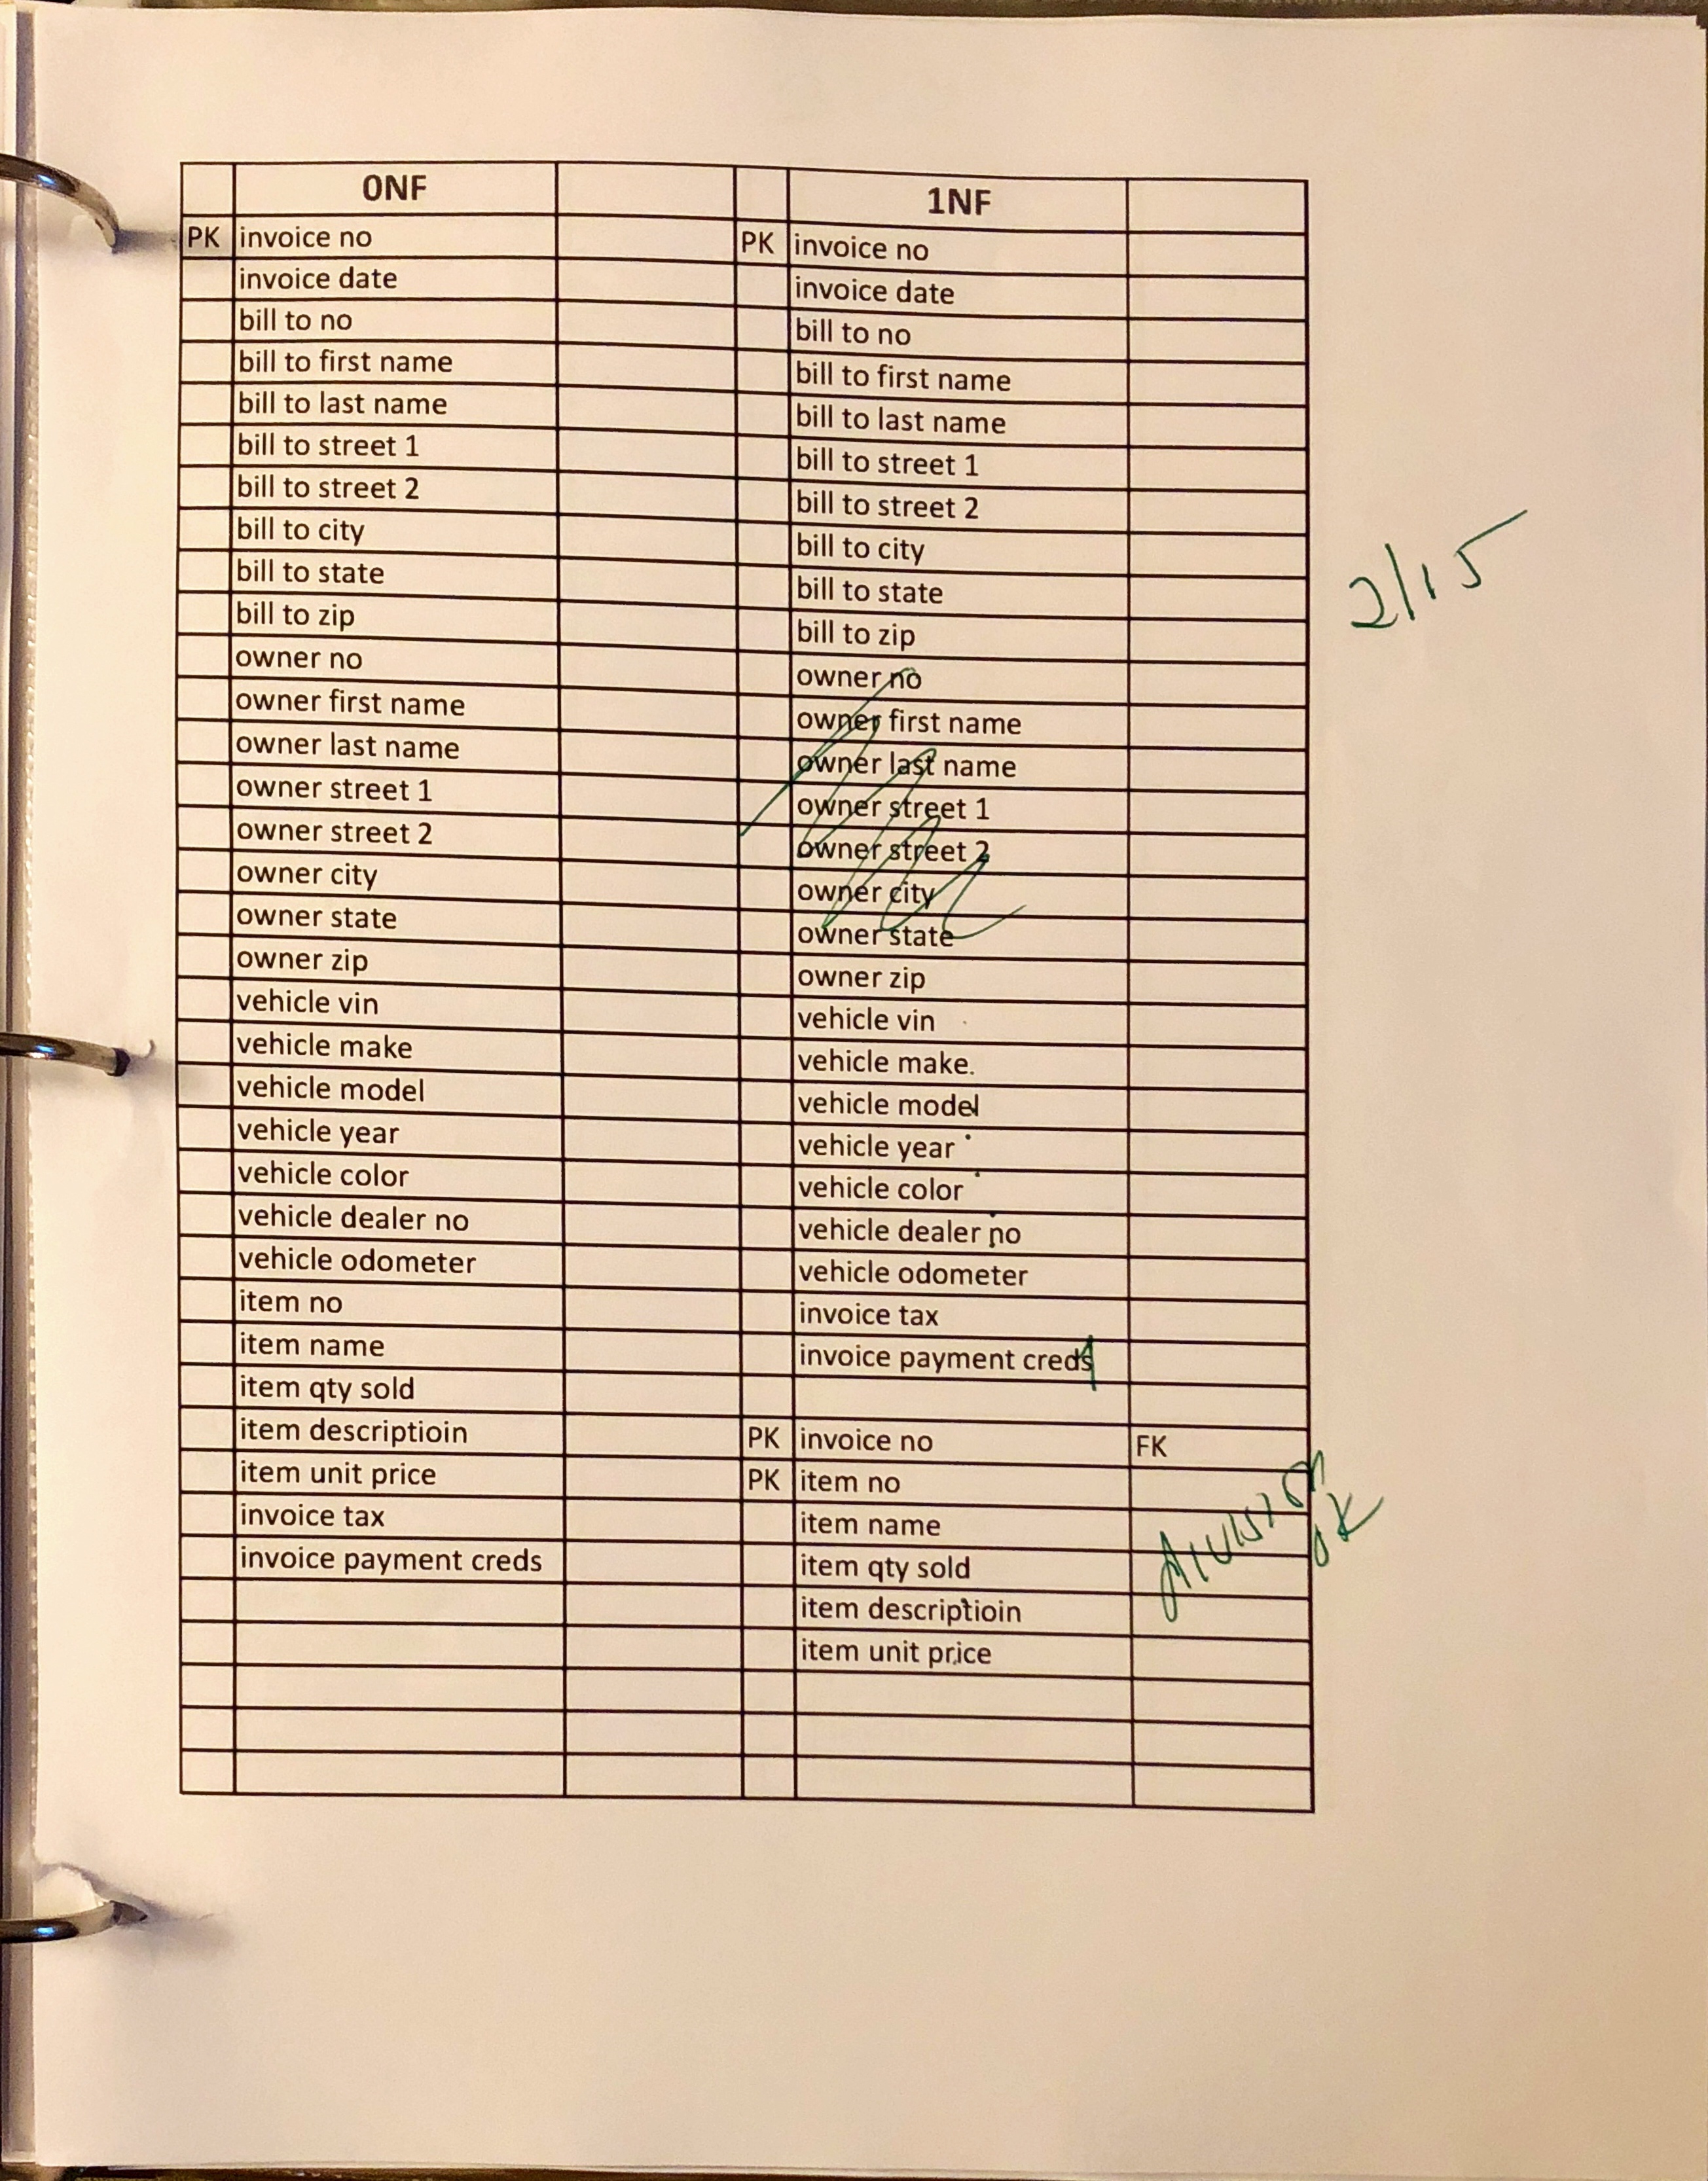 0NF 1NF
PK invoice no PK invoice no
invoice date invoice date
bill to no bill to no
bill to first name bill to first name
bill to last name bill to last name
bill to street 1 bill to street 1
bill to street 2 bill to street 2
bill to city bill to city
bill to state bill to state
bill to zip bill to zip
owner no owner no
owner first name owner first name
owner last name owner last name
owner street 1 owner street 1
owner street 2 owner street 2
owner city owner city
owner state owner state
owner zip owner zip
vehicle vin vehicle vin
vehicle make vehicle make
vehicle model vehicle model
vehicle year vehicle year
vehicle color vehicle color
vehicle dealer no vehicle dealer no
vehicle odometer vehicle odometer
item no invoice tax
item name invoice payment creds
item qty sold
item descriptioin PK invoice no FK
item unit price PK item no
invoice tax item name
invoice payment creds item qty sold
item descriptioin
item unit price
2/15
division
ok